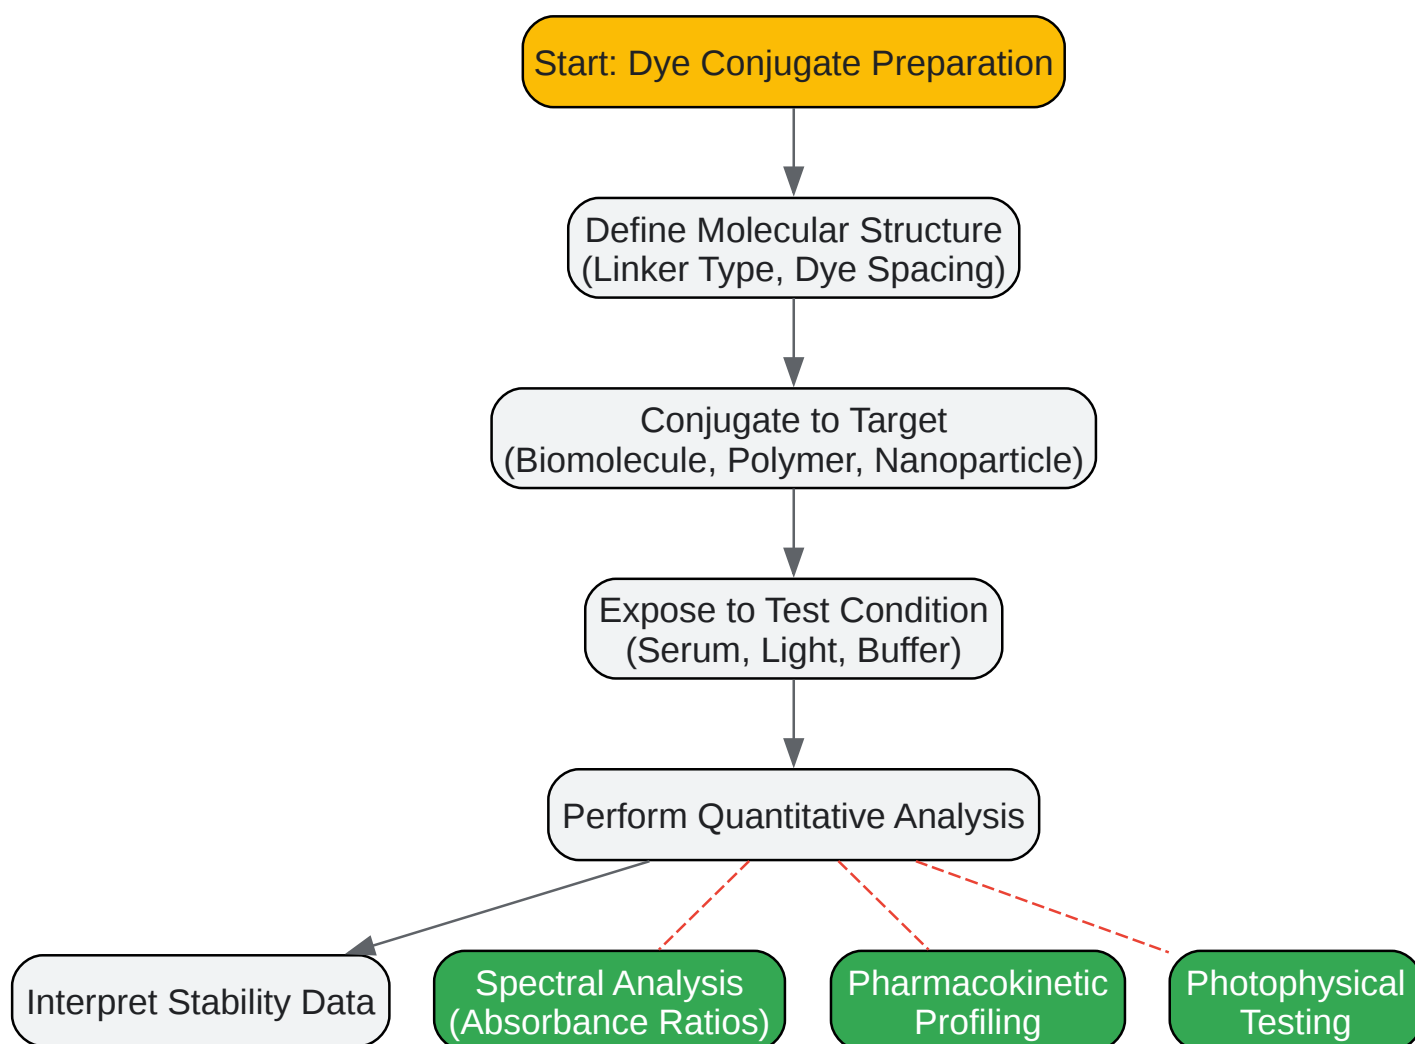 Start: Dye Conjugate Preparation
Define Molecular Structure
(Linker Type, Dye Spacing)
Conjugate to Target
(Biomolecule, Polymer, Nanoparticle)
Expose to Test Condition
(Serum, Light, Buffer)
Perform Quantitative Analysis
Interpret Stability Data
Spectral Analysis
(Absorbance Ratios)
Pharmacokinetic
Profiling
Photophysical
Testing